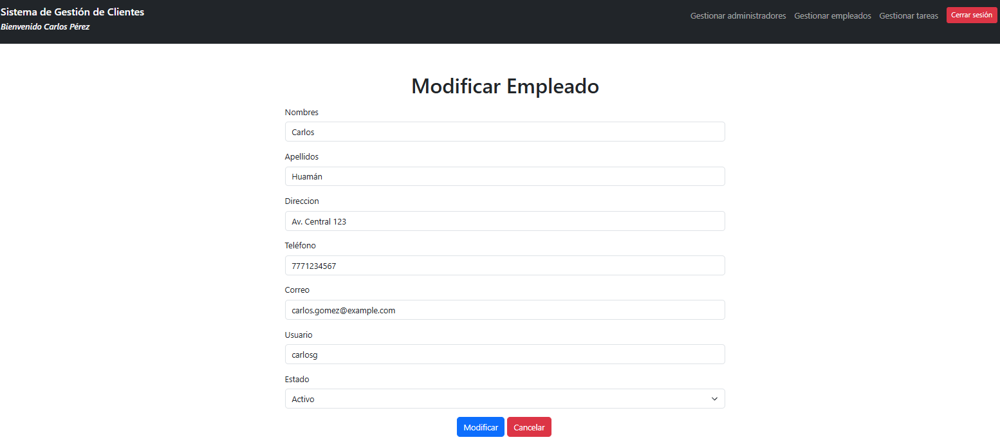 Sistema de Gestión de Clientes
Bienvenido Carlos Pérez
Gestionar administradores Gestionar empleados Gestionar tareas Cerrar sesión
Modificar Empleado
Nombres
Carlos
Apellidos
Huamán
Direccion
Av. Central 123
Teléfono
7771234567
Correo
carlos.gomez@example.com
Usuario
carlosg
Estado
Activo
Modificar Cancelar